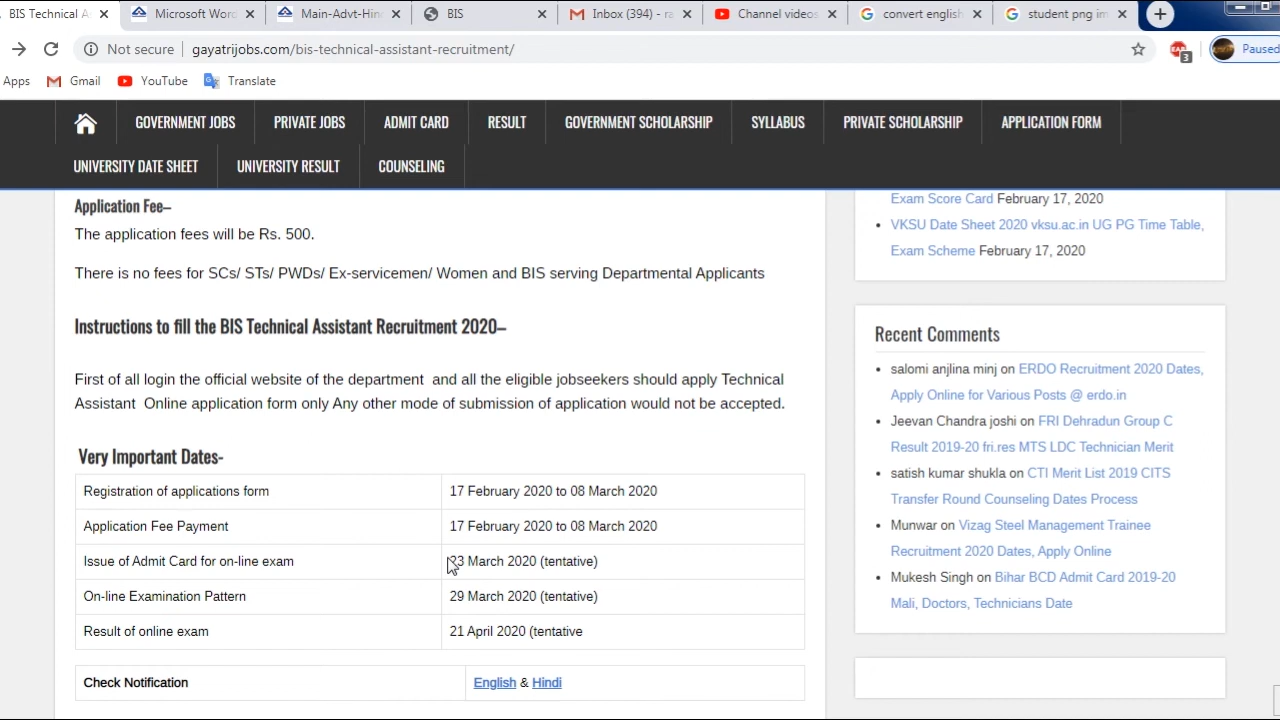 BIS Technical A
Microsoft Word
Main-Advt-Hin
BIS
Inbox (394) - ra
Channel videos
convert english
student png im
Not secure | gayatrijobs.com/bis-technical-assistant-recruitment/
3
Paused
Apps
Gmail
YouTube
Translate
GOVERNMENT JOBS
PRIVATE JOBS
ADMIT CARD
RESULT
GOVERNMENT SCHOLARSHIP
SYLLABUS
PRIVATE SCHOLARSHIP
APPLICATION FORM
UNIVERSITY DATE SHEET
UNIVERSITY RESULT
COUNSELING
Application Fee–
The application fees will be Rs. 500.
There is no fees for SCs/ STs/ PWDs/ Ex-servicemen/ Women and BIS serving Departmental Applicants
Instructions to fill the BIS Technical Assistant Recruitment 2020–
First of all login the official website of the department and all the eligible jobseekers should apply Technical
Assistant Online application form only Any other mode of submission of application would not be accepted.
Very Important Dates-
Registration of applications form 17 February 2020 to 08 March 2020
Application Fee Payment 17 February 2020 to 08 March 2020
Issue of Admit Card for on-line exam 23 March 2020 (tentative)
On-line Examination Pattern 29 March 2020 (tentative)
Result of online exam 21 April 2020 (tentative
Check Notification English & Hindi
Exam Score Card February 17, 2020
VKSU Date Sheet 2020 vksu.ac.in UG PG Time Table,
Exam Scheme February 17, 2020
Recent Comments
salomi anjlina minj on ERDO Recruitment 2020 Dates,
Apply Online for Various Posts @ erdo.in
Jeevan Chandra joshi on FRI Dehradun Group C
Result 2019-20 fri.res MTS LDC Technician Merit
satish kumar shukla on CTI Merit List 2019 CITS
Transfer Round Counseling Dates Process
Munwar on Vizag Steel Management Trainee
Recruitment 2020 Dates, Apply Online
Mukesh Singh on Bihar BCD Admit Card 2019-20
Mali, Doctors, Technicians Date